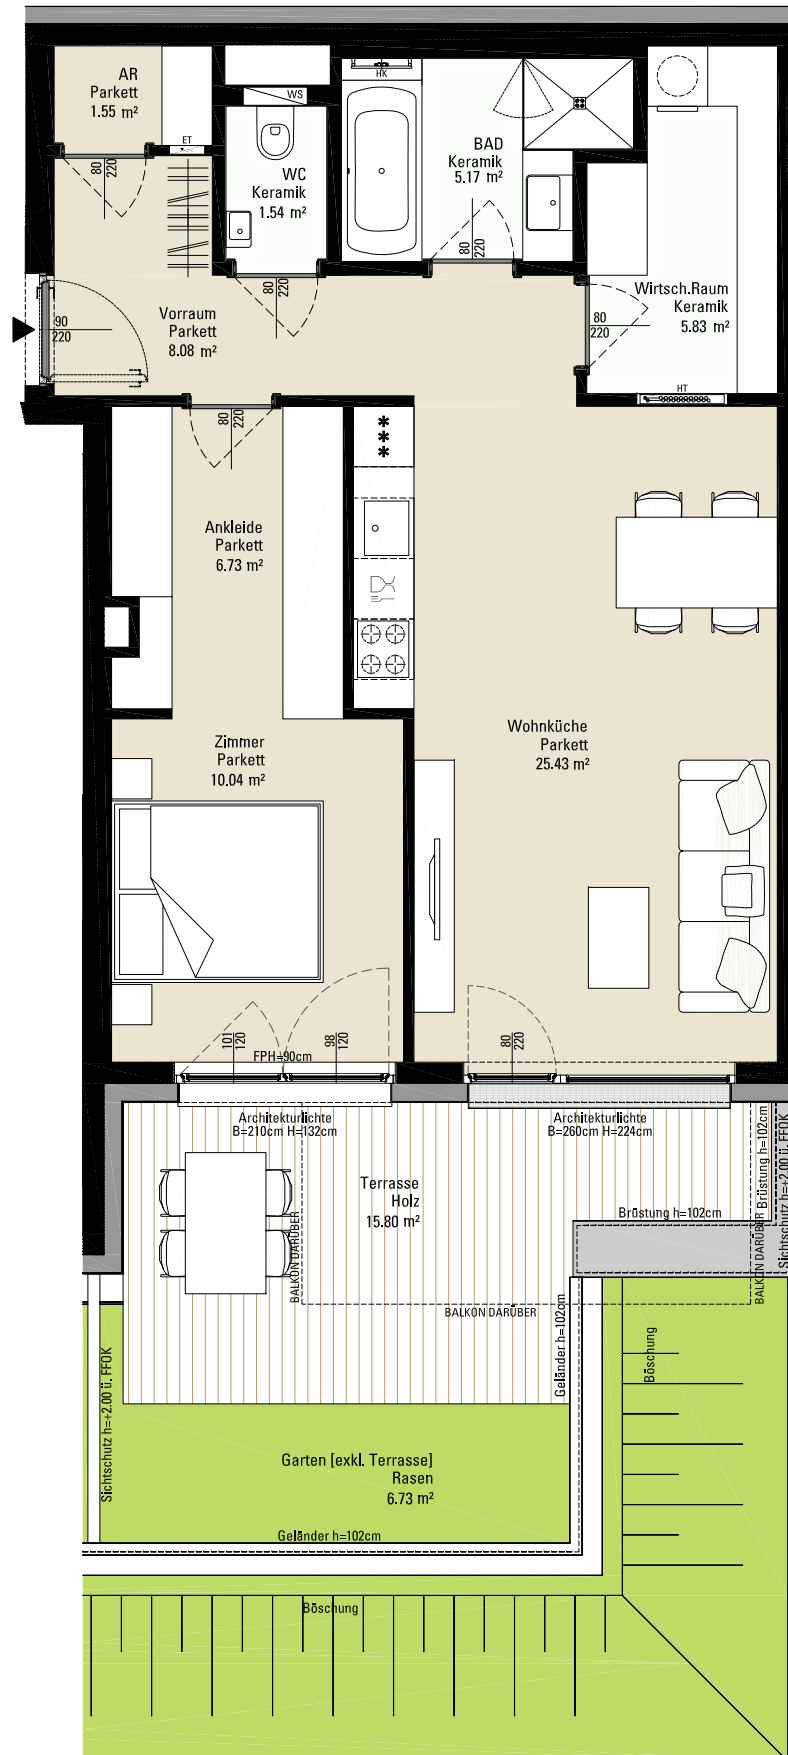 AR
Parkett
1.55 m²
ET
80
220
WS
WC
Keramik
1.54 m²
80
220
HK
BAD
Keramik
5.17 m²
80
220
Wirtsch.Raum
Keramik
5.83 m²
80
220
HT
Vorraum
Parkett
8.08 m²
90
220
80
220
Ankleide
Parkett
6.73 m²
***
Wohnküche
Parkett
25.43 m²
Zimmer
Parkett
10.04 m²
101
120
98
120
FPH=90cm
80
220
Architekturlichte
B=210cm H=132cm
Architekturlichte
B=260cm H=224cm
Terrasse
Holz
15.80 m²
Brüstung h=102cm
Brüstung h=102cm
Sichtschutz h=+2.00 ü. FFOK
BALKON DARÜBER
BALKON DARÜBER
BALKON DARÜBER
Geländer h=102cm
Böschung
Sichtschutz h=+2.00 ü. FFOK
Garten [exkl. Terrasse]
Rasen
6.73 m²
Geländer h=102cm
Böschung